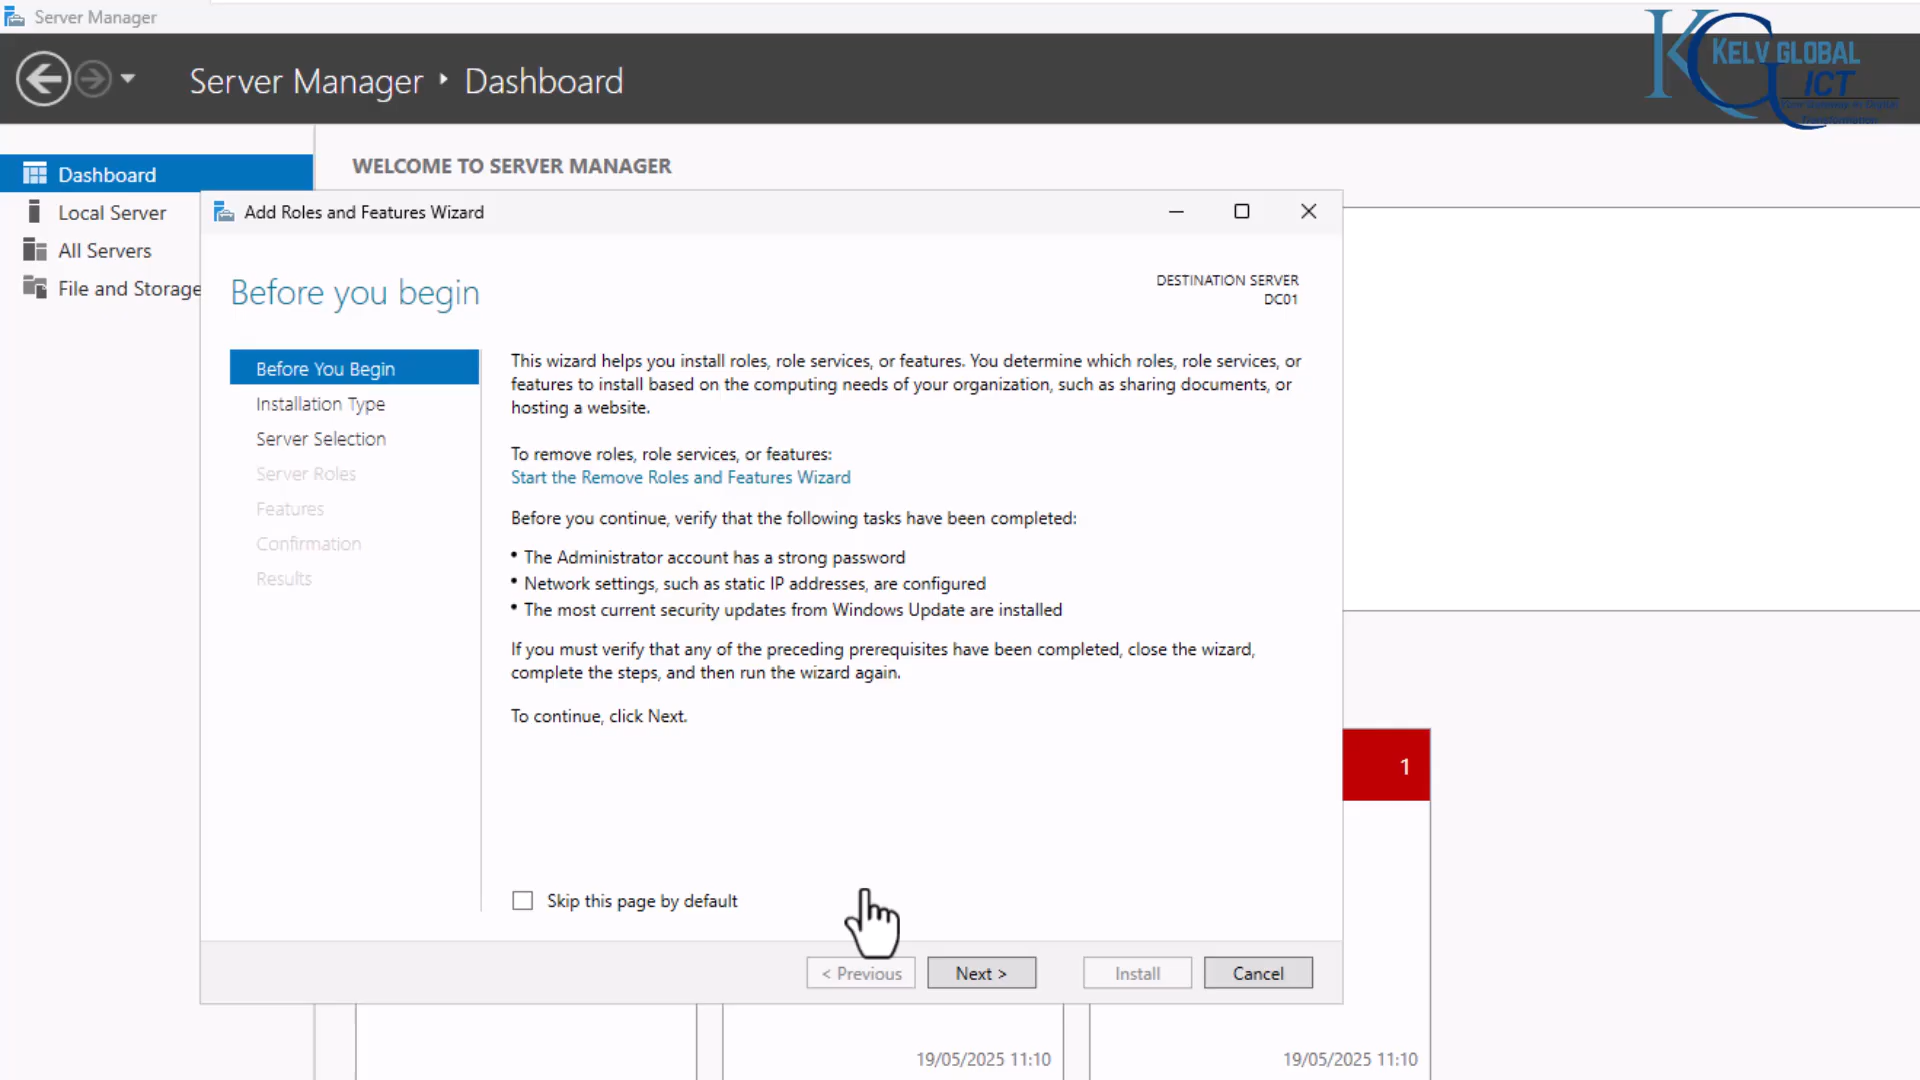 Server Manager
Server Manager ‣ Dashboard
KELV GLOBAL
ICT
WELCOME TO SERVER MANAGER
Dashboard
Local Server
All Servers
File and Storage
Add Roles and Features Wizard
Before you begin
DESTINATION SERVER
DC01
Before You Begin
Installation Type
Server Selection
Server Roles
Features
Confirmation
Results
This wizard helps you install roles, role services, or features. You determine which roles, role services, or
features to install based on the computing needs of your organization, such as sharing documents, or
hosting a website.
To remove roles, role services, or features:
Start the Remove Roles and Features Wizard
Before you continue, verify that the following tasks have been completed:
• The Administrator account has a strong password
• Network settings, such as static IP addresses, are configured
• The most current security updates from Windows Update are installed
If you must verify that any of the preceding prerequisites have been completed, close the wizard,
complete the steps, and then run the wizard again.
To continue, click Next.
1
Skip this page by default
< Previous
Next >
Install
Cancel
19/05/2025 11:10
19/05/2025 11:10